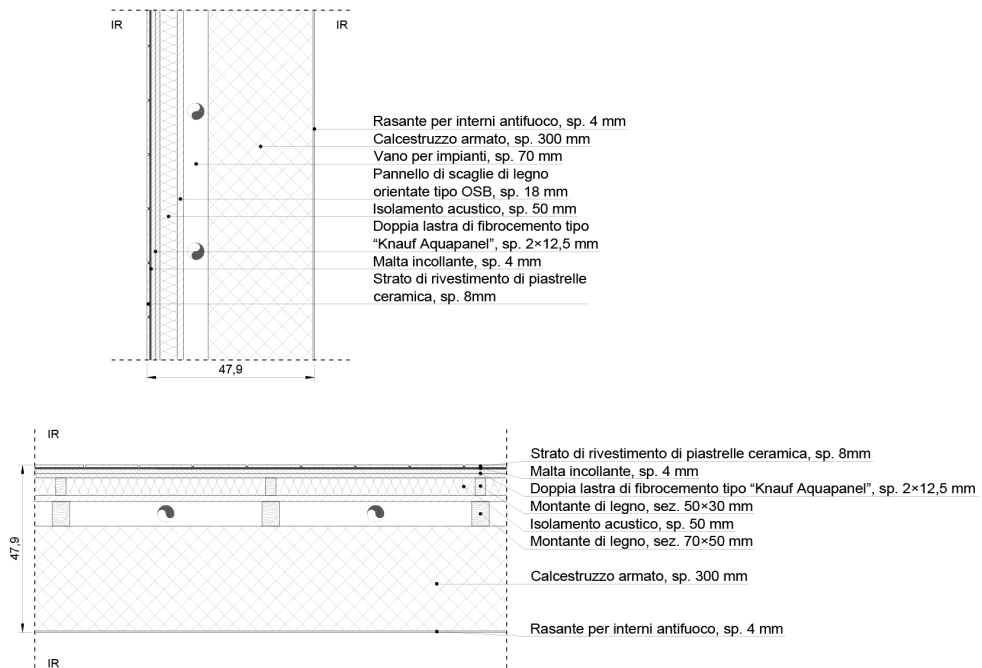 IR
IR
Rasante per interni antifuoco, sp. 4 mm
Calcestruzzo armato, sp. 300 mm
Vano per impianti, sp. 70 mm
Pannello di scaglie di legno
orientate tipo OSB, sp. 18 mm
Isolamento acustico, sp. 50 mm
Doppia lastra di fibrocemento tipo
“Knauf Aquapanel”, sp. 2×12,5 mm
Malta incollante, sp. 4 mm
Strato di rivestimento di piastrelle
ceramica, sp. 8mm
47,9
IR
Strato di rivestimento di piastrelle ceramica, sp. 8mm
Malta incollante, sp. 4 mm
Doppia lastra di fibrocemento tipo “Knauf Aquapanel”, sp. 2×12,5 mm
Montante di legno, sez. 50×30 mm
Isolamento acustico, sp. 50 mm
Montante di legno, sez. 70×50 mm
47,9
Calcestruzzo armato, sp. 300 mm
Rasante per interni antifuoco, sp. 4 mm
IR